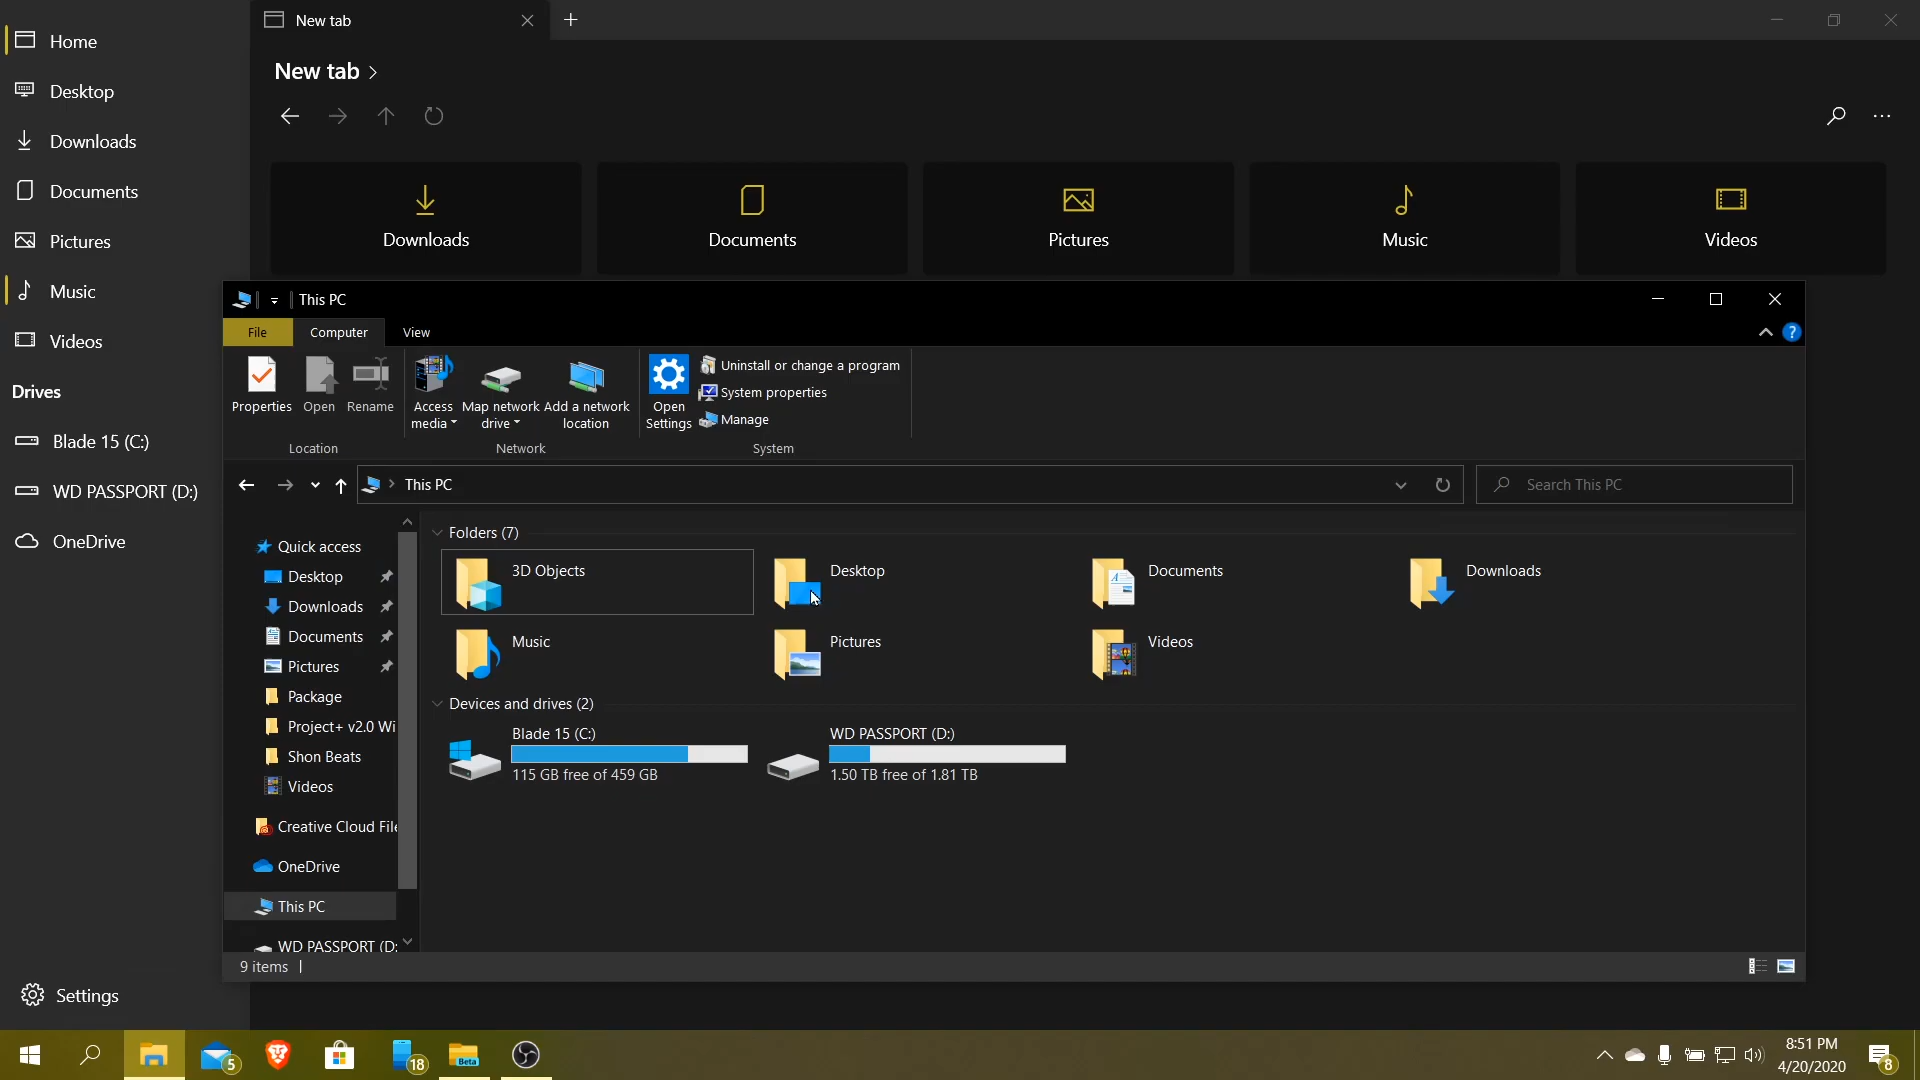 Home
Desktop
Downloads
Documents
Pictures
Music
Videos
Drives
Blade 15 (C:)
WD PASSPORT (D:)
OneDrive
Settings
New tab
New tab
Downloads
Documents
Pictures
Music
Videos
This PC
File
Computer
View
Properties
Open
Rename
Location
Access
media
Map network
drive
Add a network
location
Network
Open
Settings
Uninstall or change a program
System properties
Manage
System
This PC
Search This PC
Quick access
Desktop
Downloads
Documents
Pictures
Package
Project+ v2.0 Wi
Shon Beats
Videos
Creative Cloud File
OneDrive
This PC
WD PASSPORT (D:
Folders (7)
3D Objects
Desktop
Documents
Downloads
Music
Pictures
Videos
Devices and drives (2)
Blade 15 (C:)
115 GB free of 459 GB
WD PASSPORT (D:)
1.50 TB free of 1.81 TB
9 items
5
18
Beta
8:51 PM
4/20/2020
8